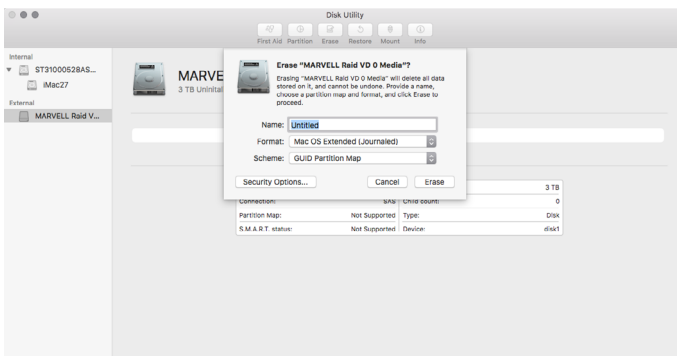 Disk Utility
First Aid Partition Erase Restore Mount Info
Internal
ST31000528AS...
iMac27
External
MARVELL Raid V...
MARVE
3 TB Uninital
Erase "MARVELL Raid VD 0 Media"?
Erasing "MARVELL Raid VD 0 Media" will delete all data
stored on it, and cannot be undone. Provide a name,
choose a partition map and format, and click Erase to
proceed.
Name: Untitled
Format: Mac OS Extended (Journaled)
Scheme: GUID Partition Map
Security Options... Cancel Erase
3 TB
Connection: SAS Child count: 0
Partition Map: Not Supported Type: Disk
S.M.A.R.T. status: Not Supported Device: disk1